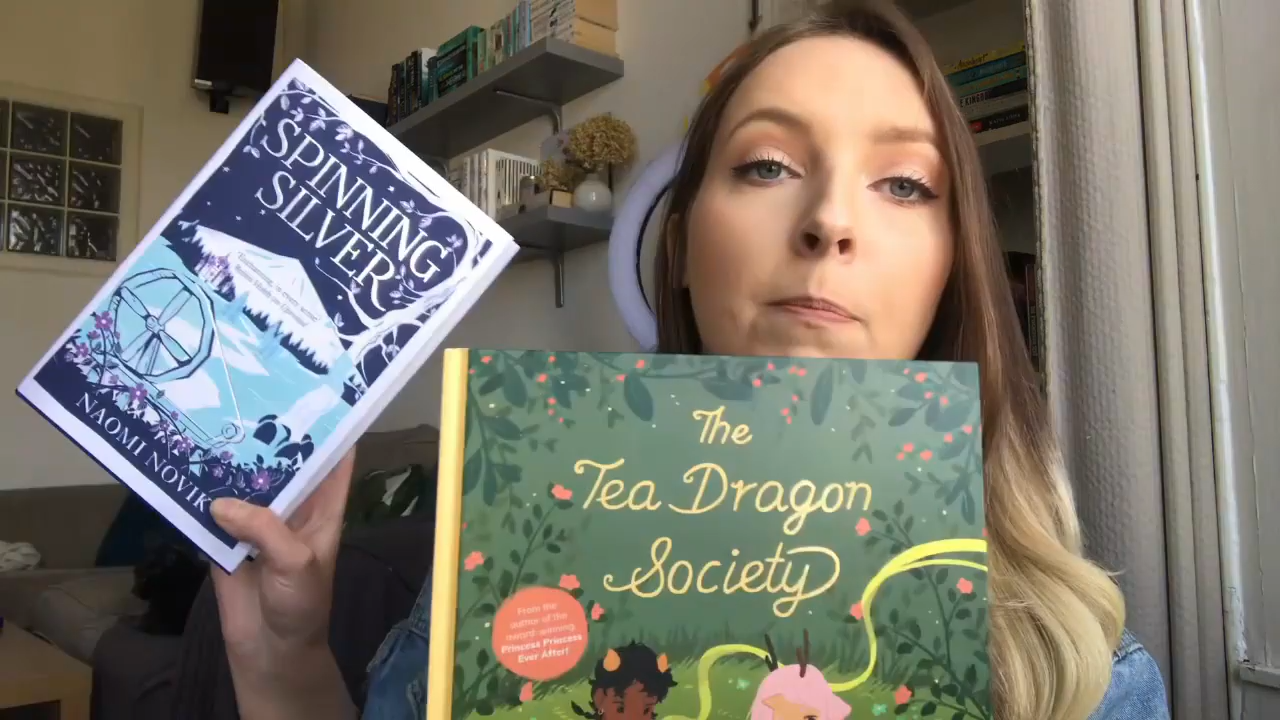 SPINNING
SILVER
NAOMI NOVIK
The
Tea Dragon
Society
From the
author of the
award-winning
Princess Princess
Ever After!